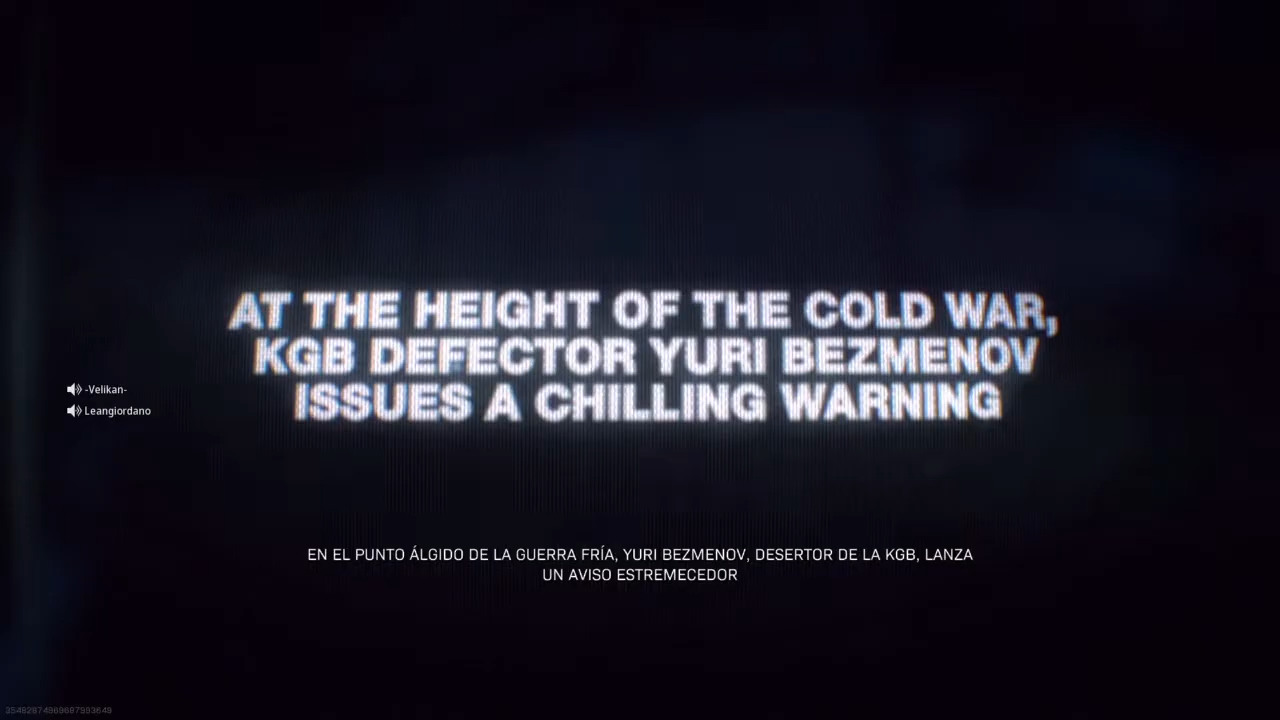 AT THE HEIGHT OF THE COLD WAR,
KGB DEFECTOR YURI BEZMENOV
ISSUES A CHILLING WARNING
-Velikan-
Leangiordano
EN EL PUNTO ÁLGIDO DE LA GUERRA FRÍA, YURI BEZMENOV, DESERTOR DE LA KGB, LANZA
UN AVISO ESTREMECEDOR